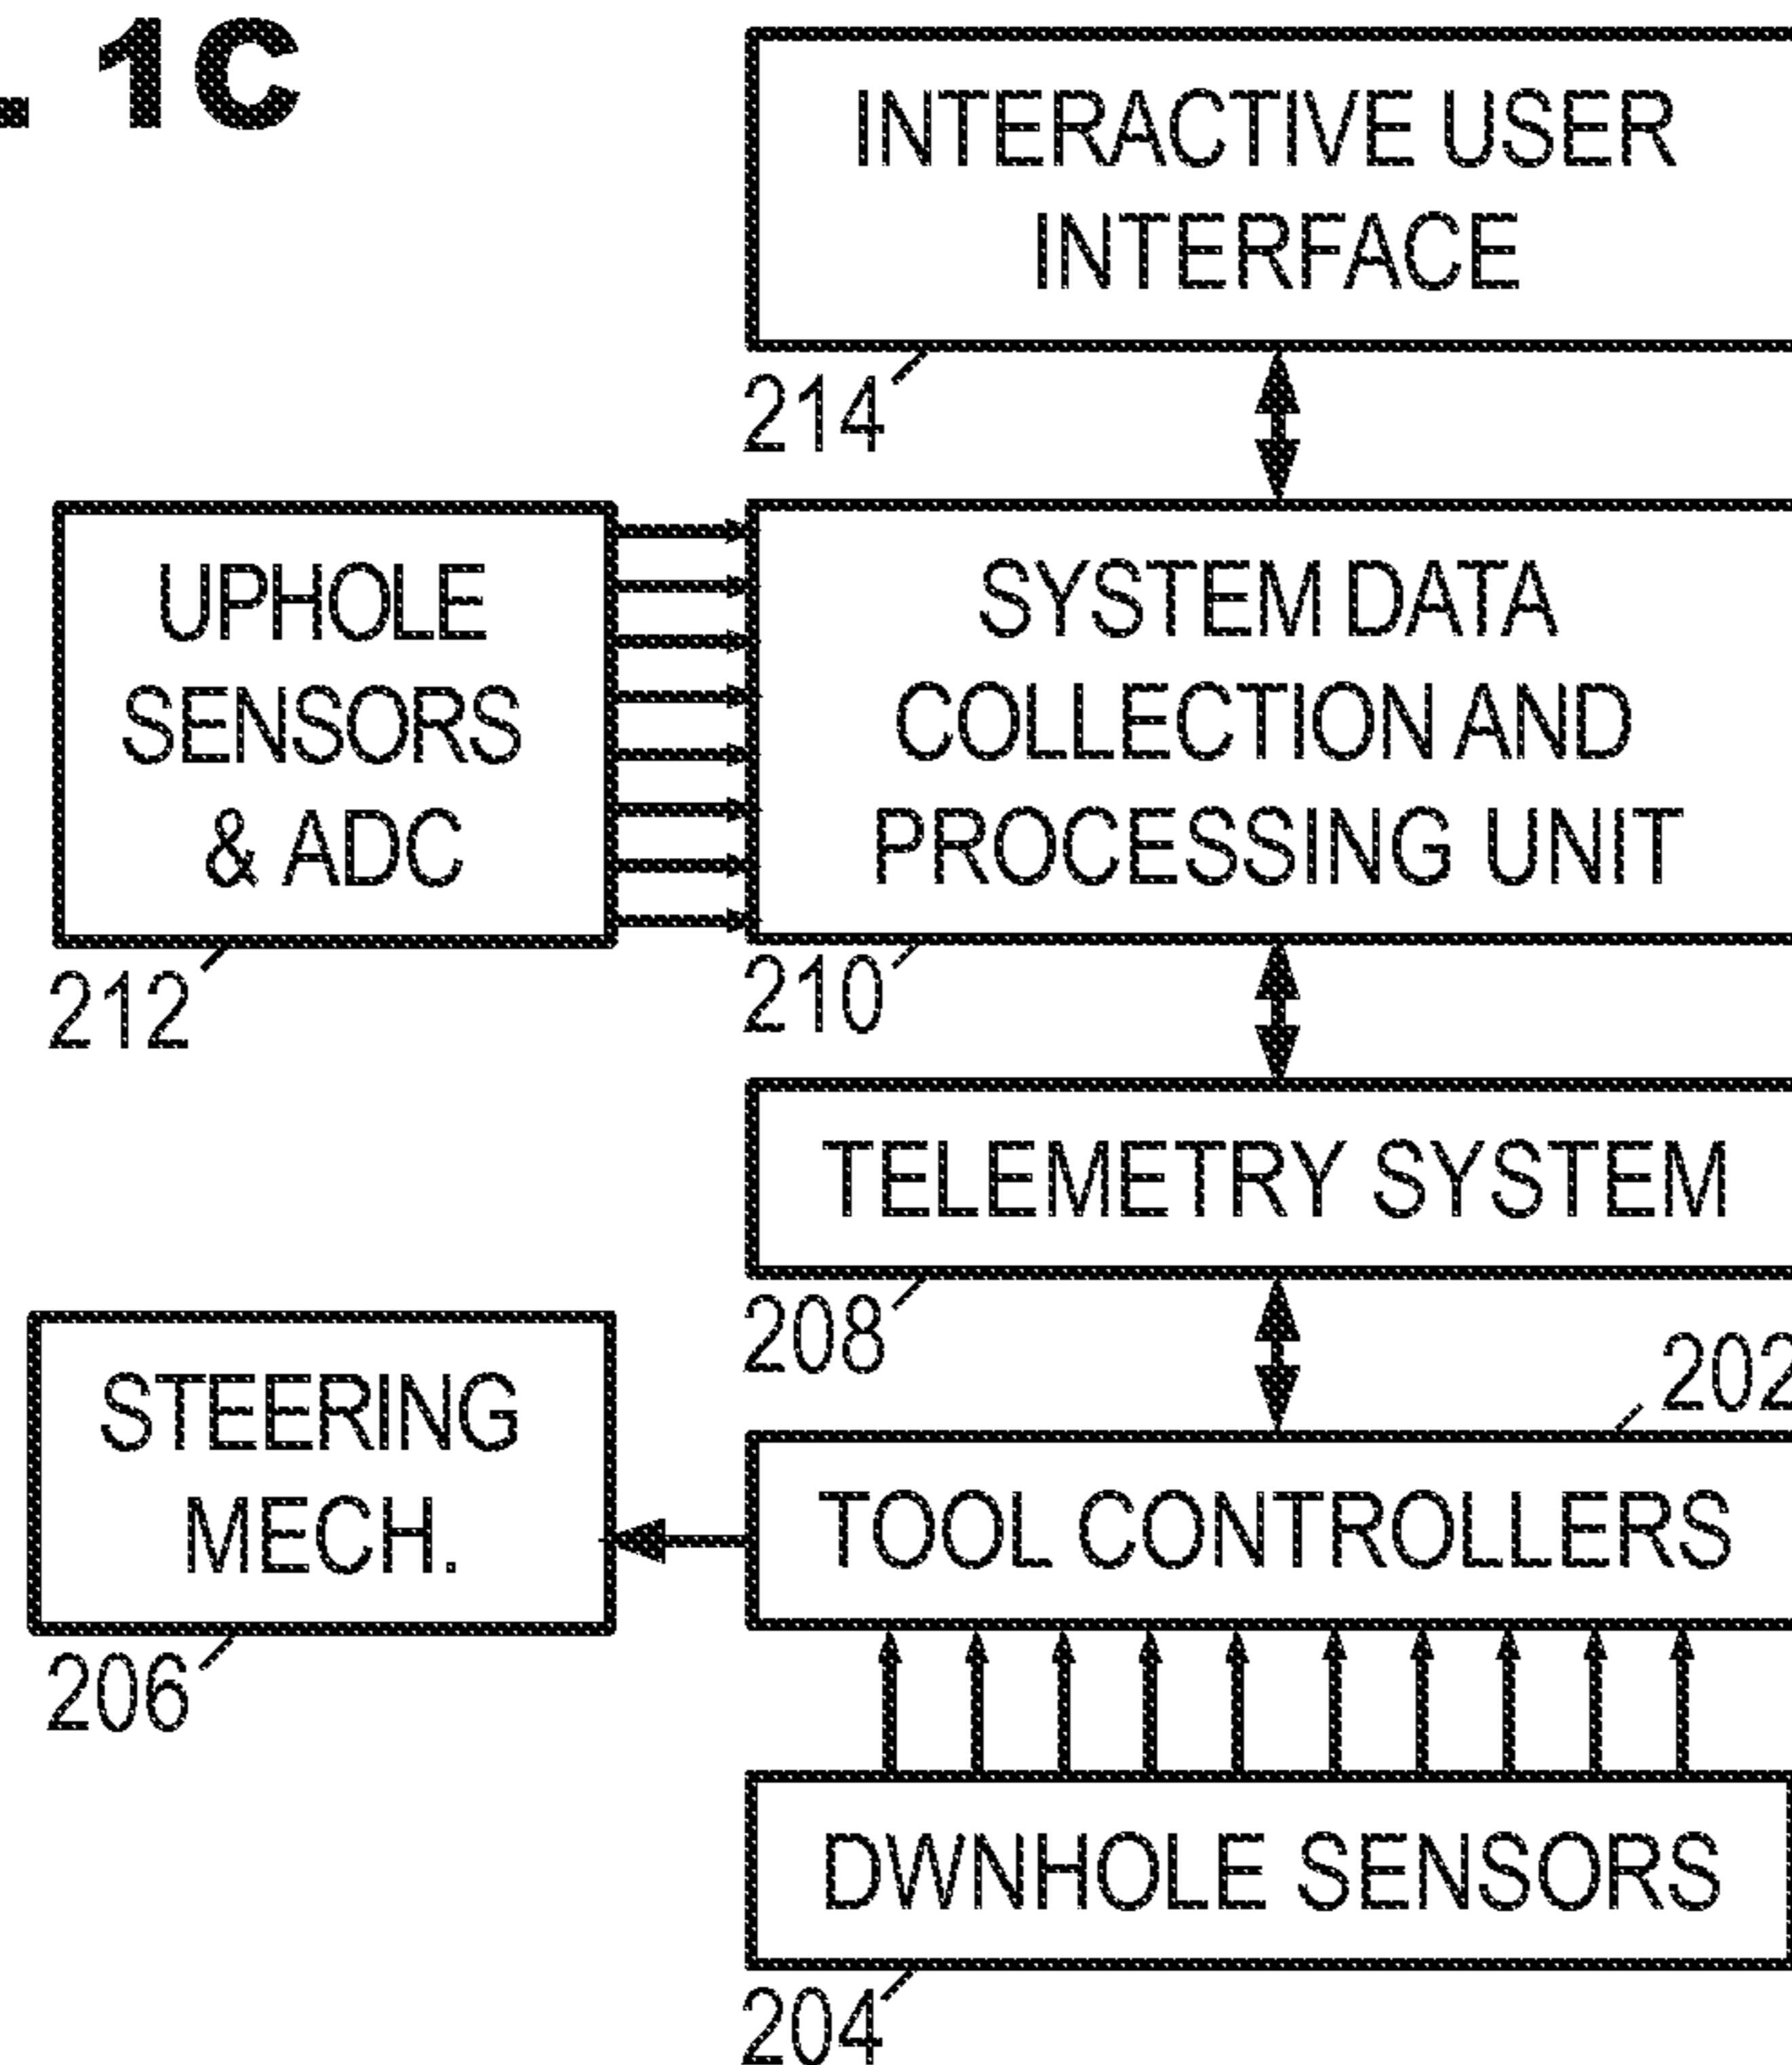 . 1C
INTERACTIVE USER
INTERFACE
214
UPHOLE
SENSORS
& ADC
212
SYSTEM DATA
COLLECTION AND
PROCESSING UNIT
210
TELEMETRY SYSTEM
208
202
STEERING
MECH.
206
TOOL CONTROLLERS
DWNHOLE SENSORS
204